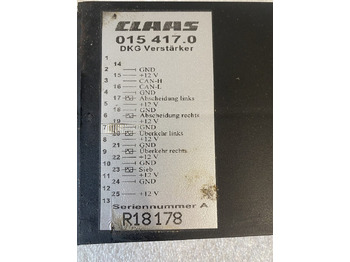 CLAAS
015 417.0
DKG Verstärker
1
14
GND
2
+12 V
15
CAN-H
3
CAN-L
16
GND
4
17 Abscheidung links
+12 V
5
18 Abscheidung rechts
6
+12 V
19 GND
7
20 Überkehr links
8
+12 V
21 GND
9
Überkehr rechts
22
+12 V
10
23 Sieb
11
+12 V
24 GND
12
25 +12 V
13
Seriennummer A
R18178